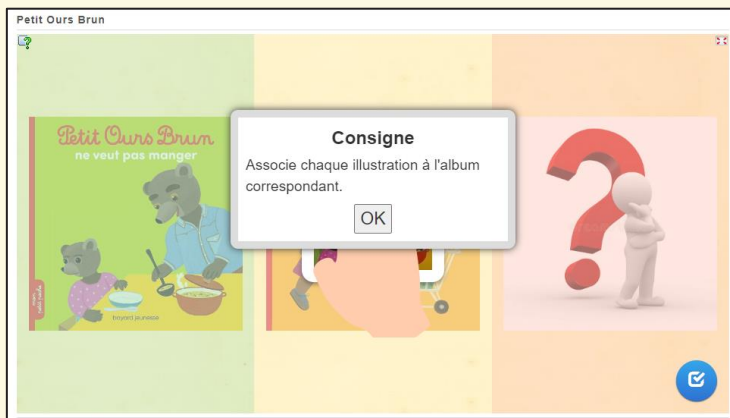 Petit Ours Brun
Petit Ours Brun
ne veut pas manger
Consigne
Associe chaque illustration à l'album
correspondant.
OK
bayard jeunesse